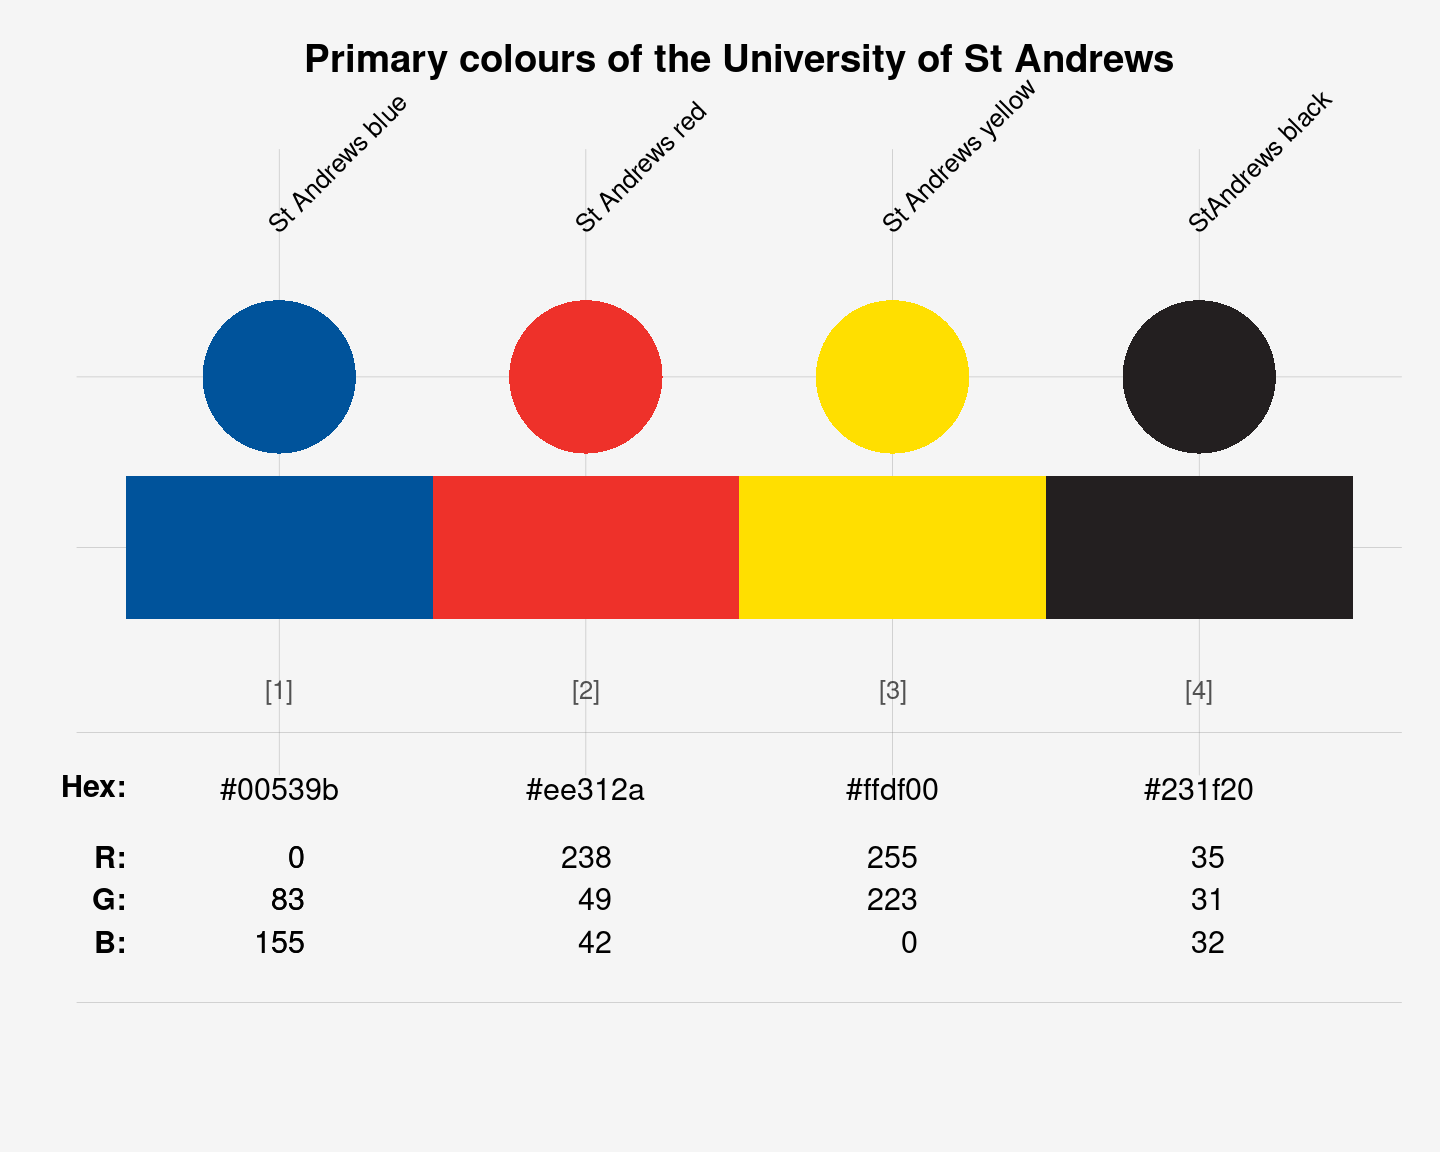 Primary colours of the University of St Andrews
St Andrews blue
St Andrews red
St Andrews yellow
StAndrews black
[1] [2] [3] [4]
Hex: #00539b #ee312a #ffdf00 #231f20
R: 0 238 255 35
G: 83 49 223 31
B: 155 42 0 32